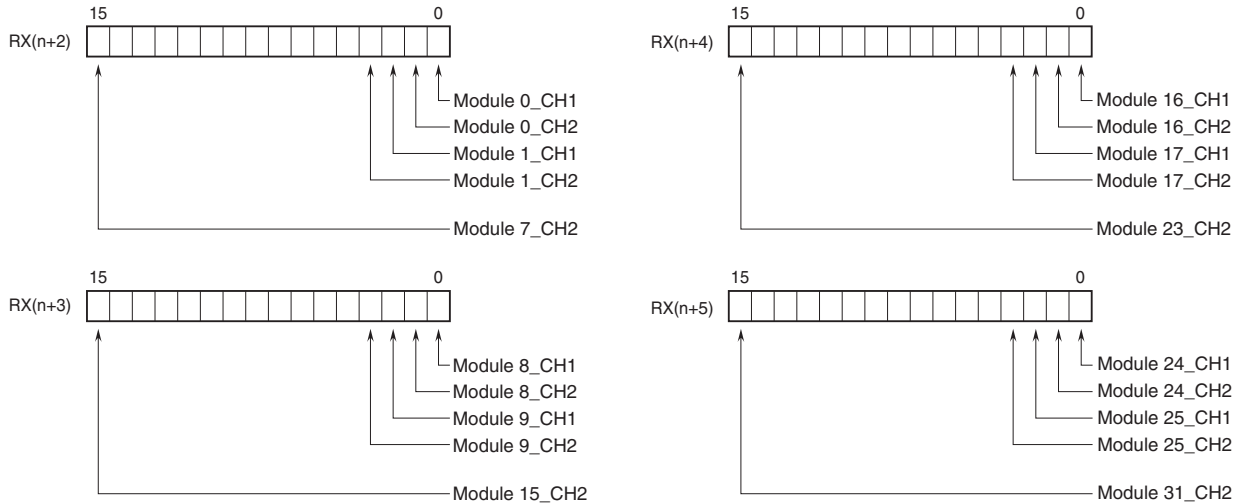 15 0
RX(n+2)
Module 0_CH1
Module 0_CH2
Module 1_CH1
Module 1_CH2
Module 7_CH2
15 0
RX(n+3)
Module 8_CH1
Module 8_CH2
Module 9_CH1
Module 9_CH2
Module 15_CH2
15 0
RX(n+4)
Module 16_CH1
Module 16_CH2
Module 17_CH1
Module 17_CH2
Module 23_CH2
15 0
RX(n+5)
Module 24_CH1
Module 24_CH2
Module 25_CH1
Module 25_CH2
Module 31_CH2